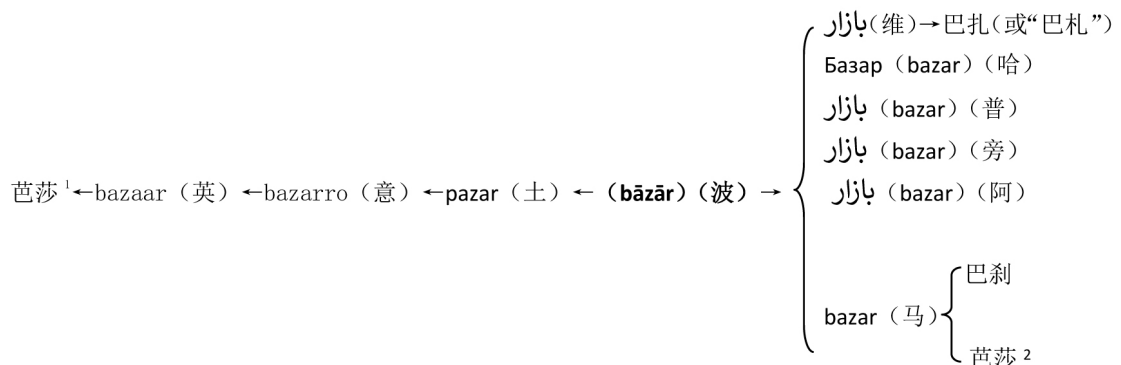 بازار(维)→巴扎(或“巴札”)
Базар（bazar）(哈）
بازار（bazar）(普）
بازار（bazar）(旁）
芭莎¹←bazaar（英）←bazarro（意）←pazar（土）←（bāzār）（波）→
بازار（bazar）(阿）
巴刹
bazar（马）
芭莎²